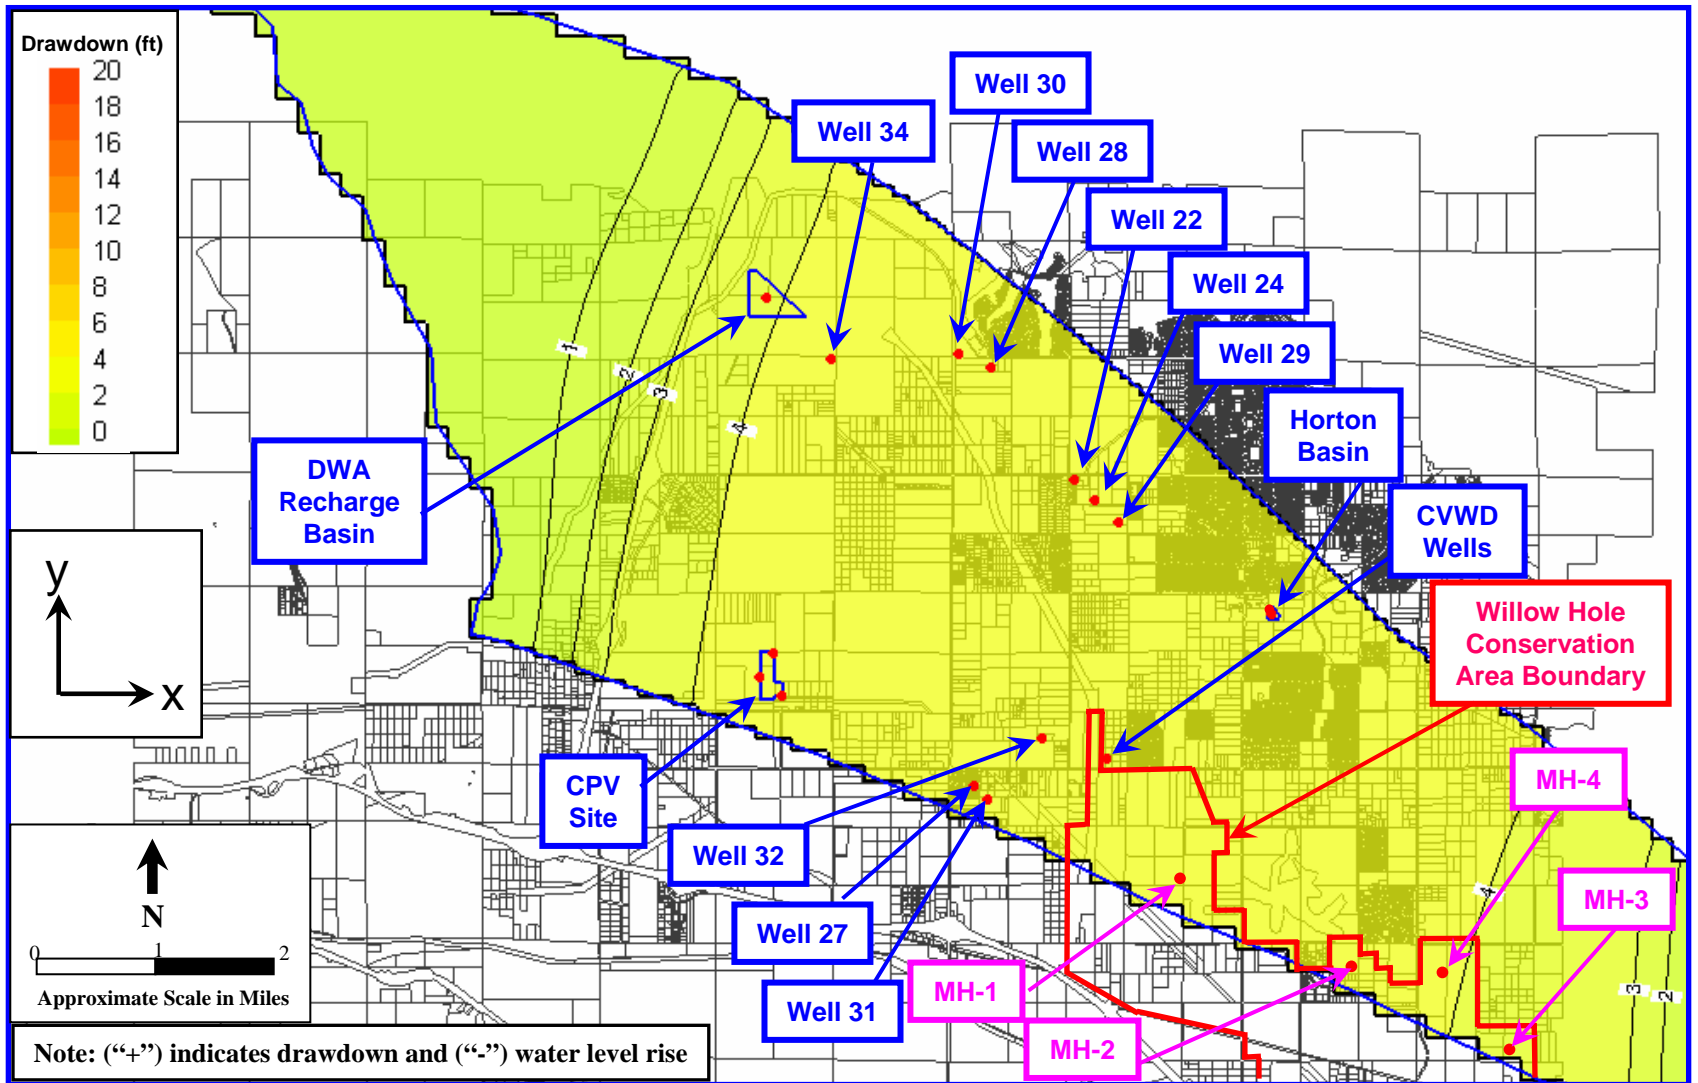 Drawdown (ft)
20
18
16
14
12
10
8
6
4
2
0
Well 30
Well 34
Well 28
Well 22
Well 24
Well 29
Horton
Basin
DWA
Recharge
Basin
CVWD
Wells
1
2
3
4
y
x
Willow Hole
Conservation
Area Boundary
CPV
Site
MH-4
Well 32
4
MH-3
Well 27
MH-1
3
2
Well 31
MH-2
N
0 1 2
Approximate Scale in Miles
Note: (“+”) indicates drawdown and (“-”) water level rise